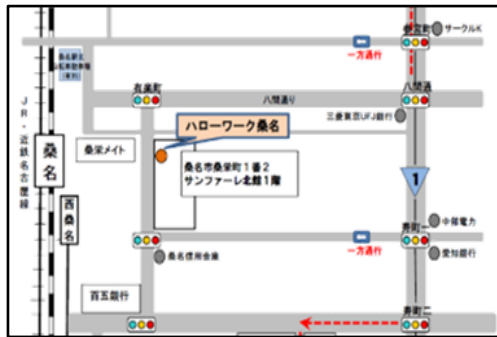 サークルK
一方通行
有楽町
八間通
八間通り
三菱東京UFJ銀行
ハローワーク桑名
桑栄メイト
桑名市桑栄町1番2
サンファーレ北館1階
JR・近鉄名古屋線
桑名
西桑名
1
中部電力
寿町一
一方通行
愛知銀行
桑名信用金庫
百五銀行
寿町二